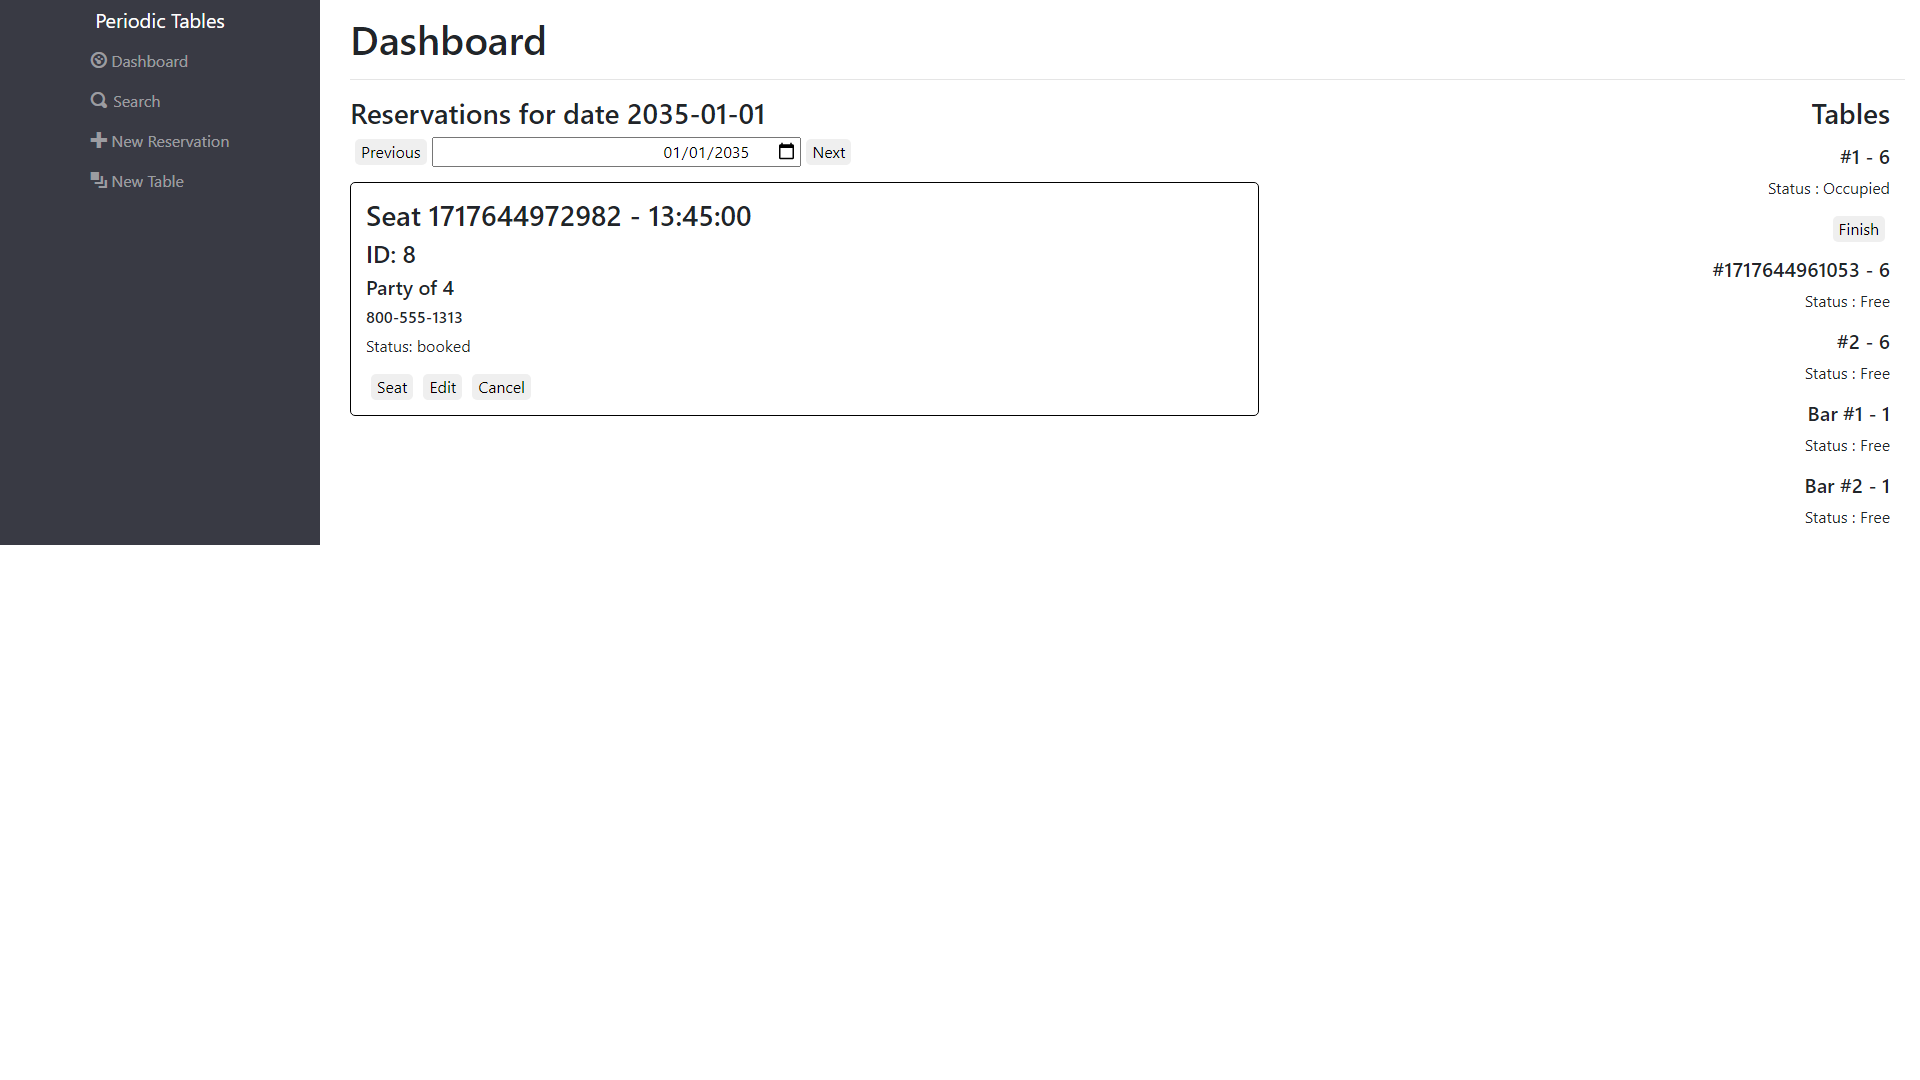 Periodic Tables
Dashboard
Search
New Reservation
New Table
Dashboard
Reservations for date 2035-01-01
Previous 01/01/2035 Next
Seat 1717644972982 - 13:45:00
ID: 8
Party of 4
800-555-1313
Status: booked
Seat Edit Cancel
Tables
#1 - 6
Status : Occupied
Finish
#1717644961053 - 6
Status : Free
#2 - 6
Status : Free
Bar #1 - 1
Status : Free
Bar #2 - 1
Status : Free